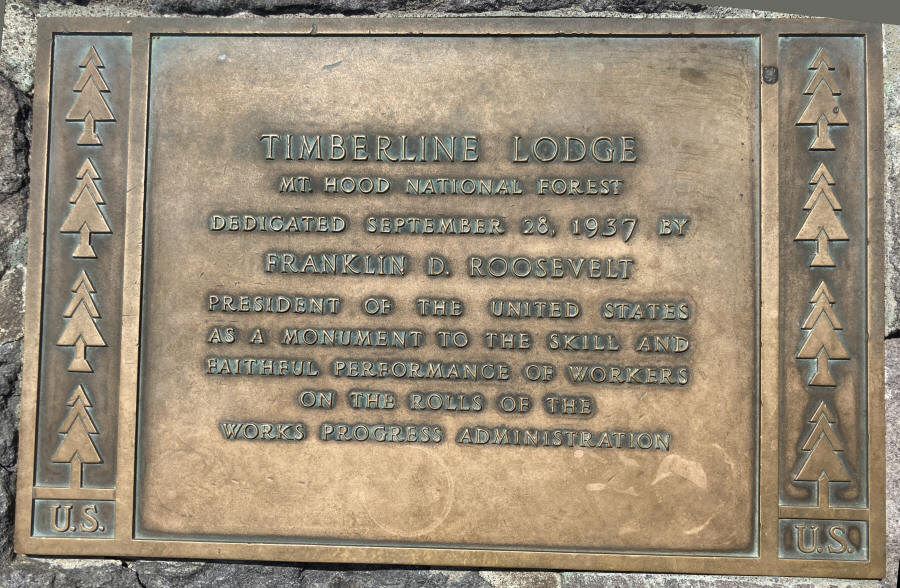 TIMBERLINE LODGE
MT. HOOD NATIONAL FOREST
DEDICATED SEPTEMBER 28, 1937 BY
FRANKLIN D. ROOSEVELT
PRESIDENT OF THE UNITED STATES
AS A MONUMENT TO THE SKILL AND
FAITHFUL PERFORMANCE OF WORKERS
ON THE ROLLS OF THE
WORKS PROGRESS ADMINISTRATION
U.S.
U.S.